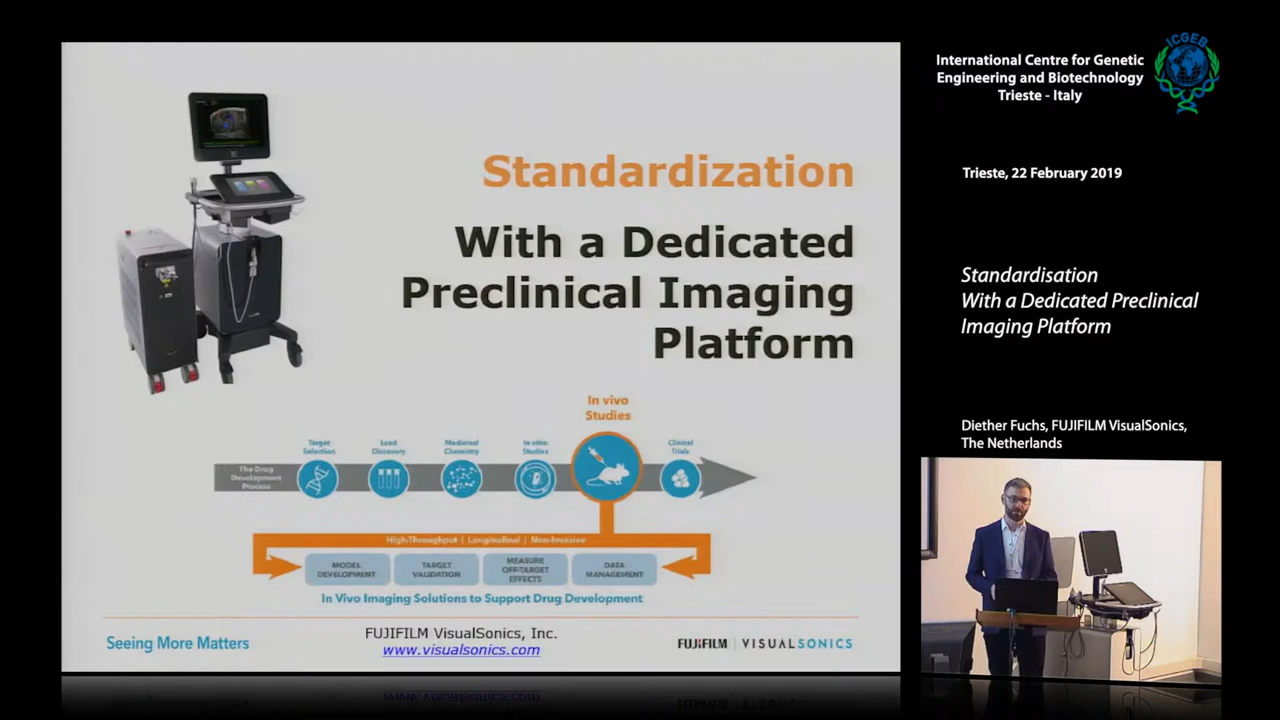 Standardization
With a Dedicated
Preclinical Imaging
Platform
In vivo
Studies
Target
Selection
Lead
Discovery
Medicinal
Chemistry
In vitro
Studies
Clinical
Trials
The Drug
Development
Process
High-Throughput | Longitudinal | Non-Invasive
MODEL
DEVELOPMENT
TARGET
VALIDATION
MEASURE
OFF-TARGET
EFFECTS
DATA
MANAGEMENT
In Vivo Imaging Solutions to Support Drug Development
Seeing More Matters
FUJIFILM VisualSonics, Inc.
www.visualsonics.com
FUJIFILM | VISUALSONICS
International Centre for Genetic
Engineering and Biotechnology
Trieste - Italy
ICGEB
Trieste, 22 February 2019
Standardisation
With a Dedicated Preclinical
Imaging Platform
Diether Fuchs, FUJIFILM VisualSonics,
The Netherlands